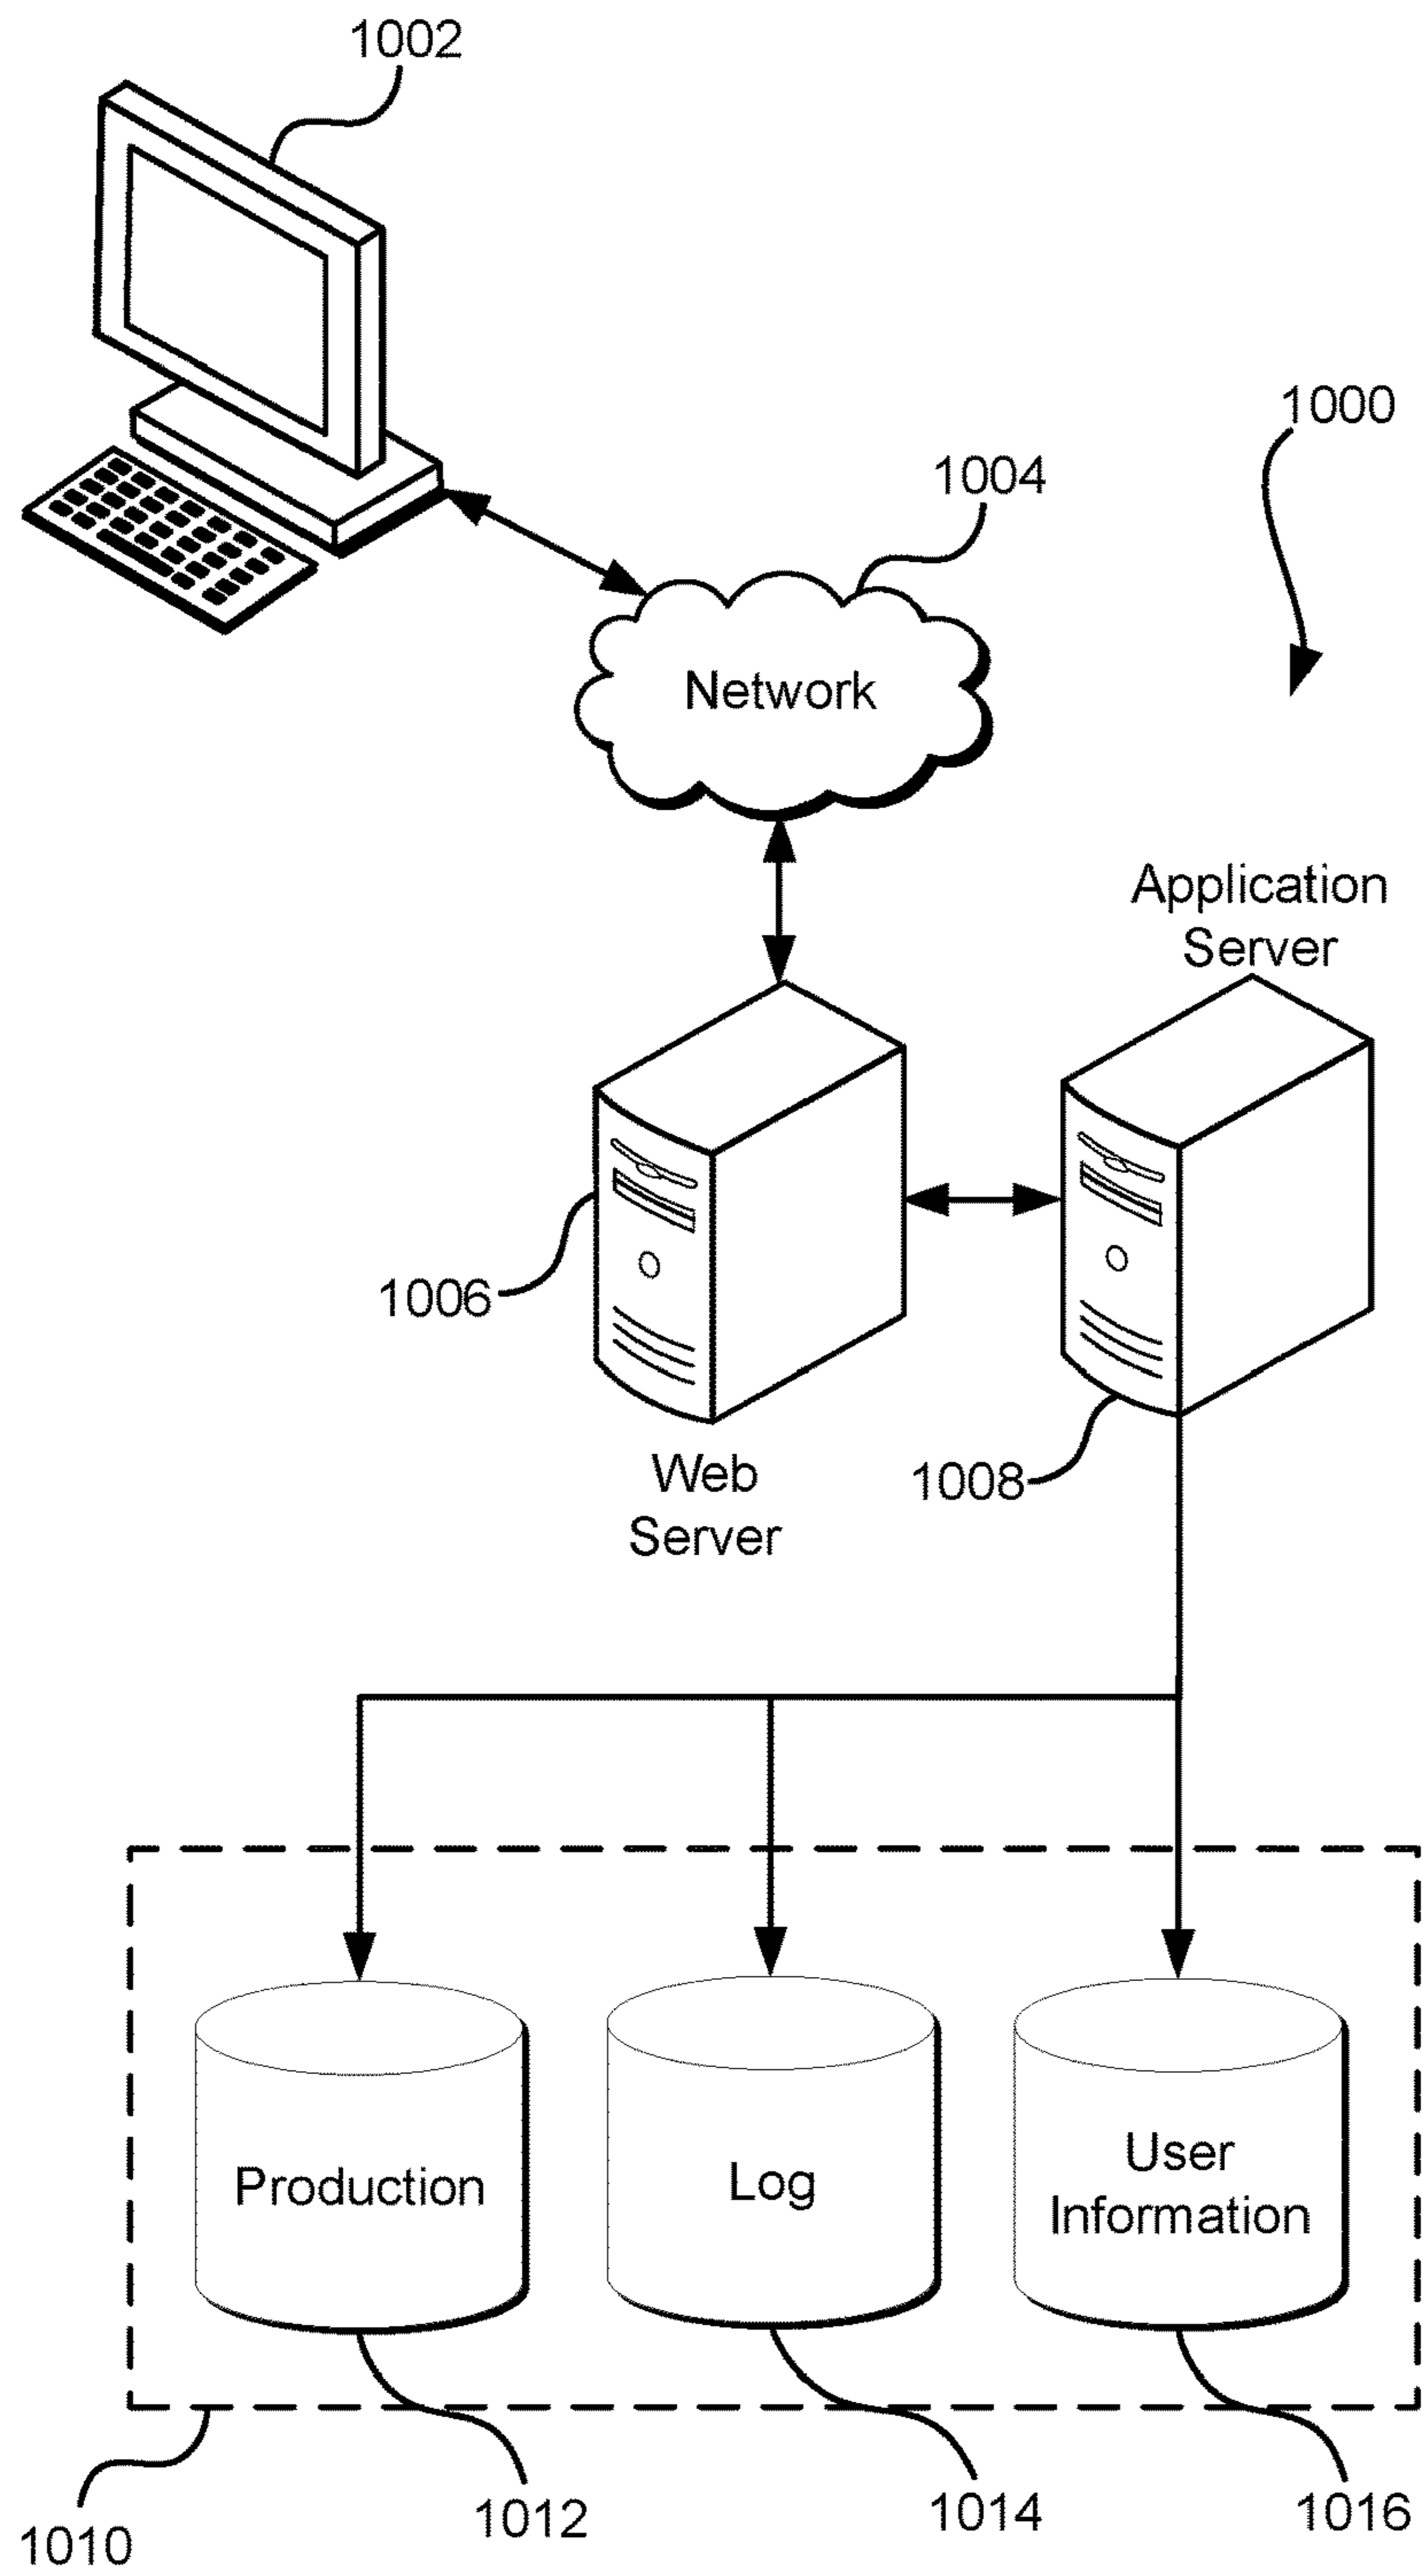 1002
1000
1004
Network
Application
Server
1006
Web
Server
1008
Production
Log
User
Information
1010
1012
1014
1016